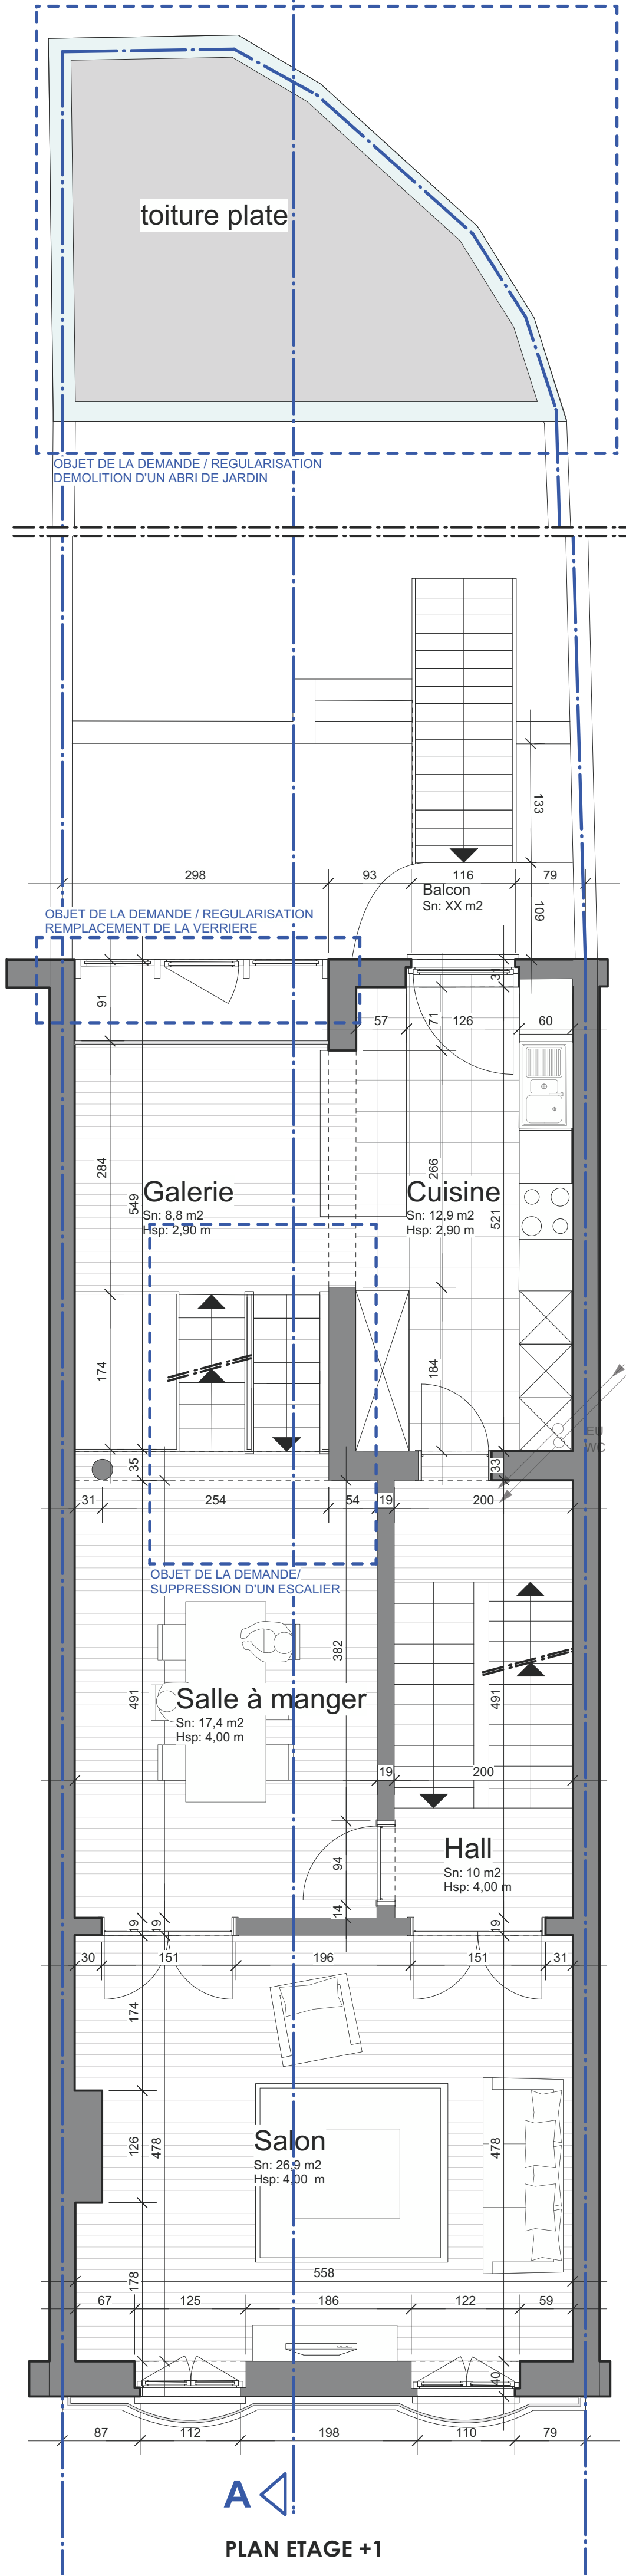 toiture plate
OBJET DE LA DEMANDE / REGULARISATION
DEMOLITION D'UN ABRI DE JARDIN
133
298
93
116
79
Balcon
Sn: XX m2
109
OBJET DE LA DEMANDE / REGULARISATION
REMPLACEMENT DE LA VERRIERE
91
31
57
71
126
60
284
549
266
521
Galerie
Sn: 8,8 m2
Hsp: 2,90 m
Cuisine
Sn: 12,9 m2
Hsp: 2,90 m
174
184
EU
WC
35
33
31
254
54
19
200
OBJET DE LA DEMANDE/
SUPPRESSION D'UN ESCALIER
382
491
491
Salle à manger
Sn: 17,4 m2
Hsp: 4,00 m
19
200
Hall
Sn: 10 m2
Hsp: 4,00 m
94
14
19
19
19
30
151
196
151
31
174
126
478
478
Salon
Sn: 26,9 m2
Hsp: 4,00 m
178
558
67
125
186
122
59
40
87
112
198
110
79
A
PLAN ETAGE +1